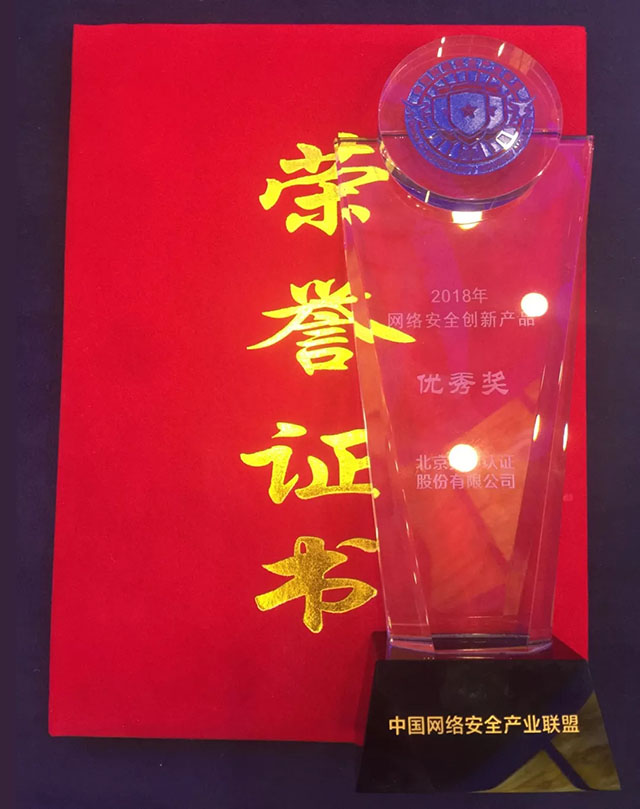 荣
誉
证
书
2018年
网络安全创新产品
优秀奖
北京 认证
股份有限公司
中国网络安全产业联盟